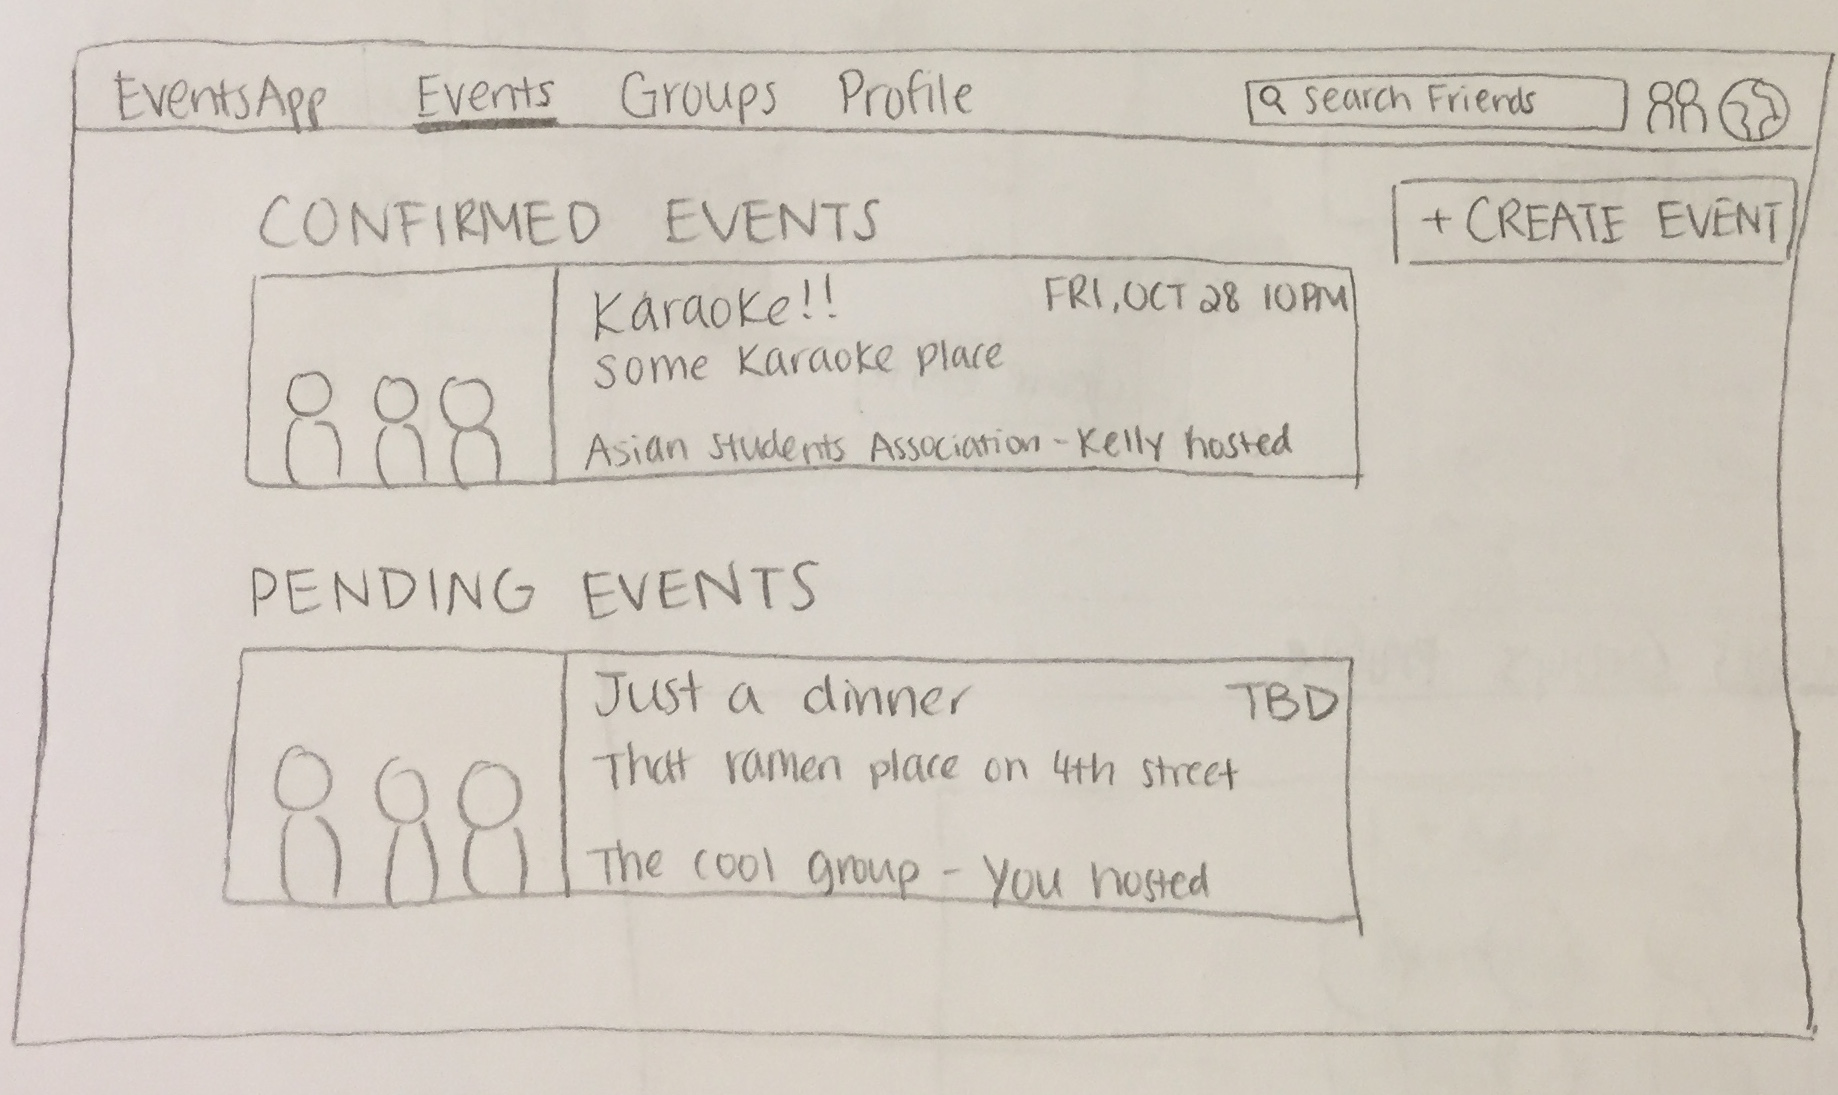 EventsApp Events Groups Profile Search Friends
+ CREATE EVENT
CONFIRMED EVENTS
Karaoke!! FRI, OCT 28 10PM
some Karaoke place
Asian Students Association - Kelly hosted
PENDING EVENTS
Just a dinner TBD
That ramen place on 4th street
The cool group - You hosted